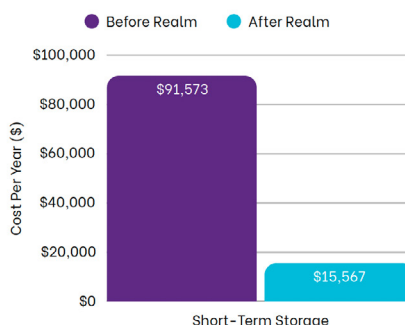 Before Realm After Realm
$100,000
$80,000
$60,000
$40,000
$20,000
$0
Cost Per Year ($)
$91,573
$15,567
Short-Term Storage